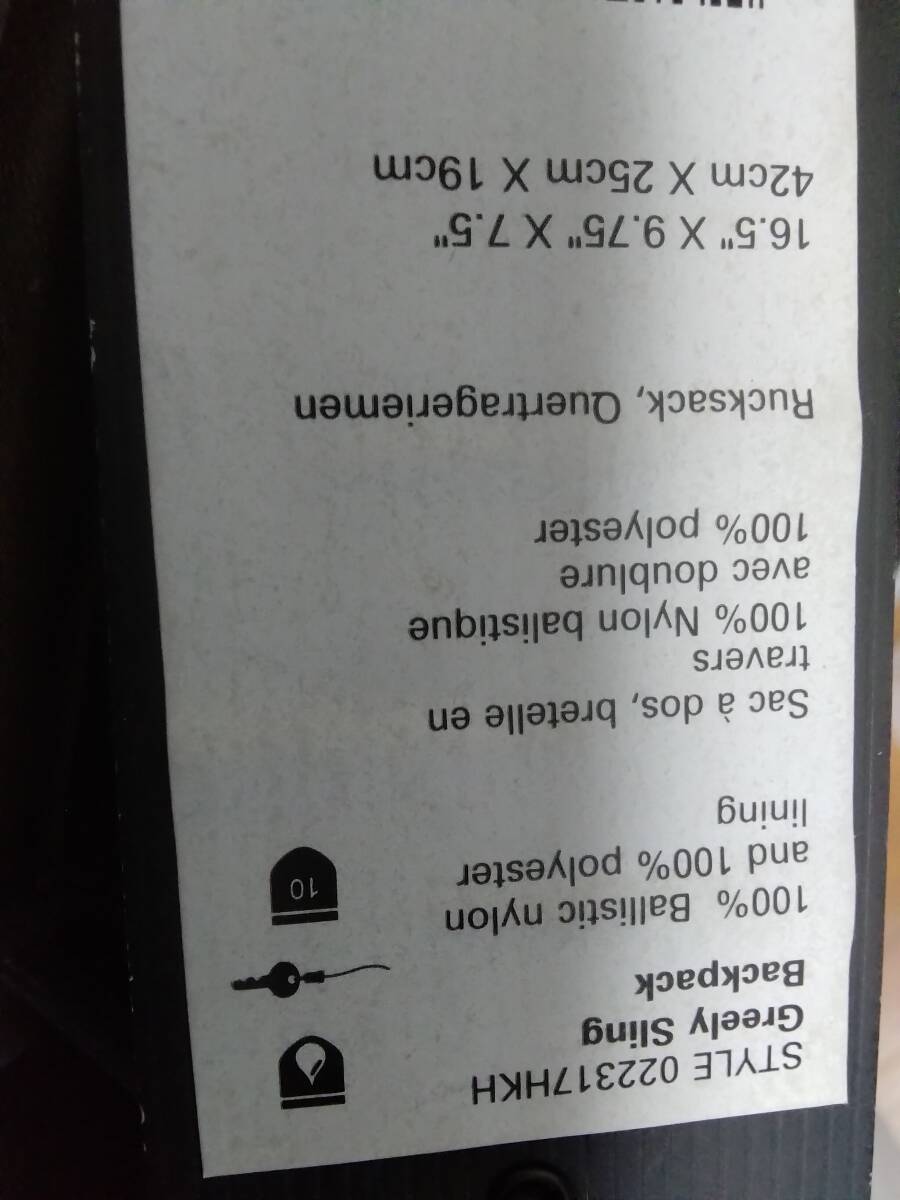 STYLE 022317HKH
Greely Sling
Backpack
100% Ballistic nylon
and 100% polyester
lining
10
Sac à dos, bretelle en
travers
100% Nylon balistique
avec doublure
100% polyester
Rucksack, Quertrageriemen
16.5" X 9.75" X 7.5"
42cm X 25cm X 19cm